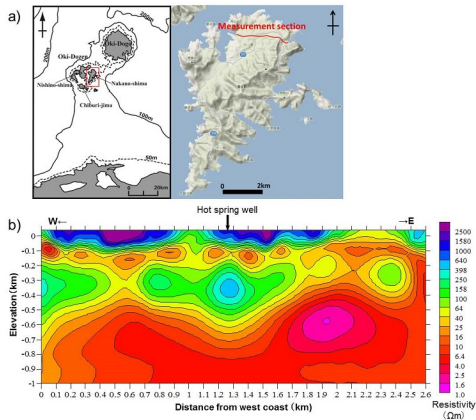 a)
200m
200m
Oki-Dogo
Oki-Dozen
Nishino-shima
Nakano-shima
Chiburi-jima
100m
50m
0 20km
Measurement section
0 2km
Hot spring well
b)
W←
→E
0
-0.1
-0.2
-0.3
-0.4
-0.5
-0.6
-0.7
-0.8
-0.9
-1
Elevation (km)
0 0.1 0.2 0.3 0.4 0.5 0.6 0.7 0.8 0.9 1 1.1 1.2 1.3 1.4 1.5 1.6 1.7 1.8 1.9 2 2.1 2.2 2.3 2.4 2.5 2.6
Distance from west coast (km)
2500
1580
1000
640
398
258
158
100
64
40
25
16
10
6.4
4.0
2.5
1.6
1.0
Resistivity
(Ωm)